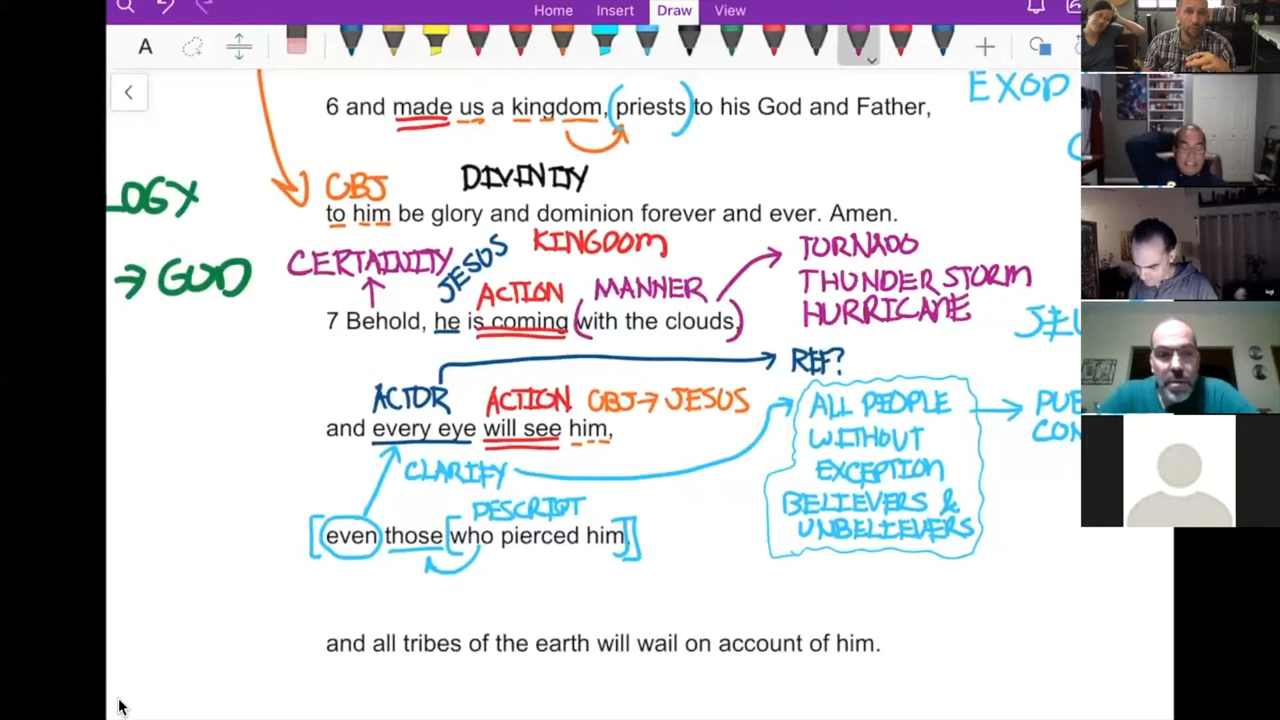 Home Insert Draw View
A
6 and made us a kingdom, (priests) to his God and Father,
EXOD
OBJ DIVINITY
LOGY
to him be glory and dominion forever and ever. Amen.
CERTAINITY JESUS KINGDOM TORNADO
→ GOD
ACTION MANNER THUNDERSTORM
HURRICANE
7 Behold, he is coming (with the clouds,)
REF?
ACTOR ACTION OBJ → JESUS ALL PEOPLE
and every eye will see him,
WITHOUT
CLARIFY EXCEPTION
DESCRIPT BELIEVERS &
UNBELIEVERS
[even those [who pierced him]]
and all tribes of the earth will wail on account of him.